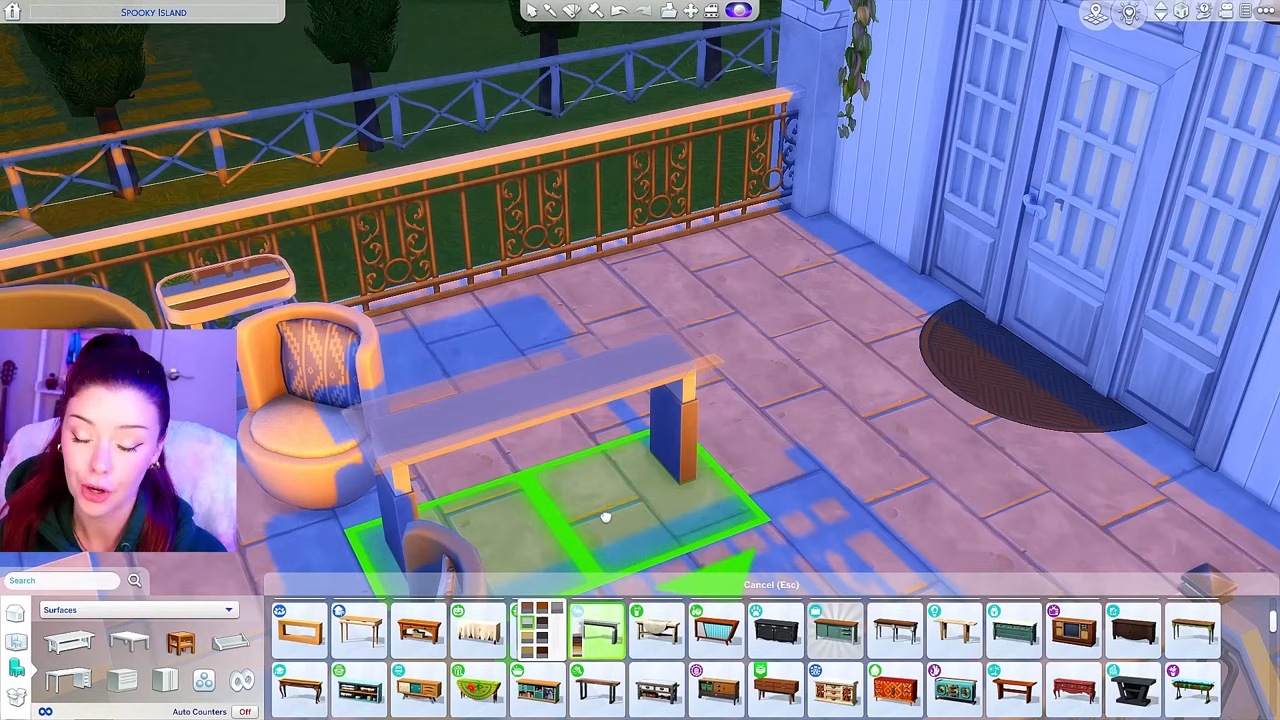 Spooky Island
Cancel (Esc)
Search
Surfaces
Auto Counters Off